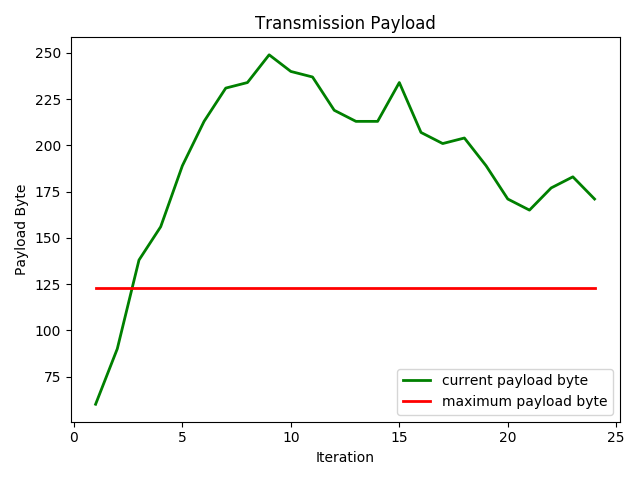 Transmission Payload
Payload Byte
250
225
200
175
150
125
100
75
0
5
10
15
20
25
Iteration
current payload byte
maximum payload byte